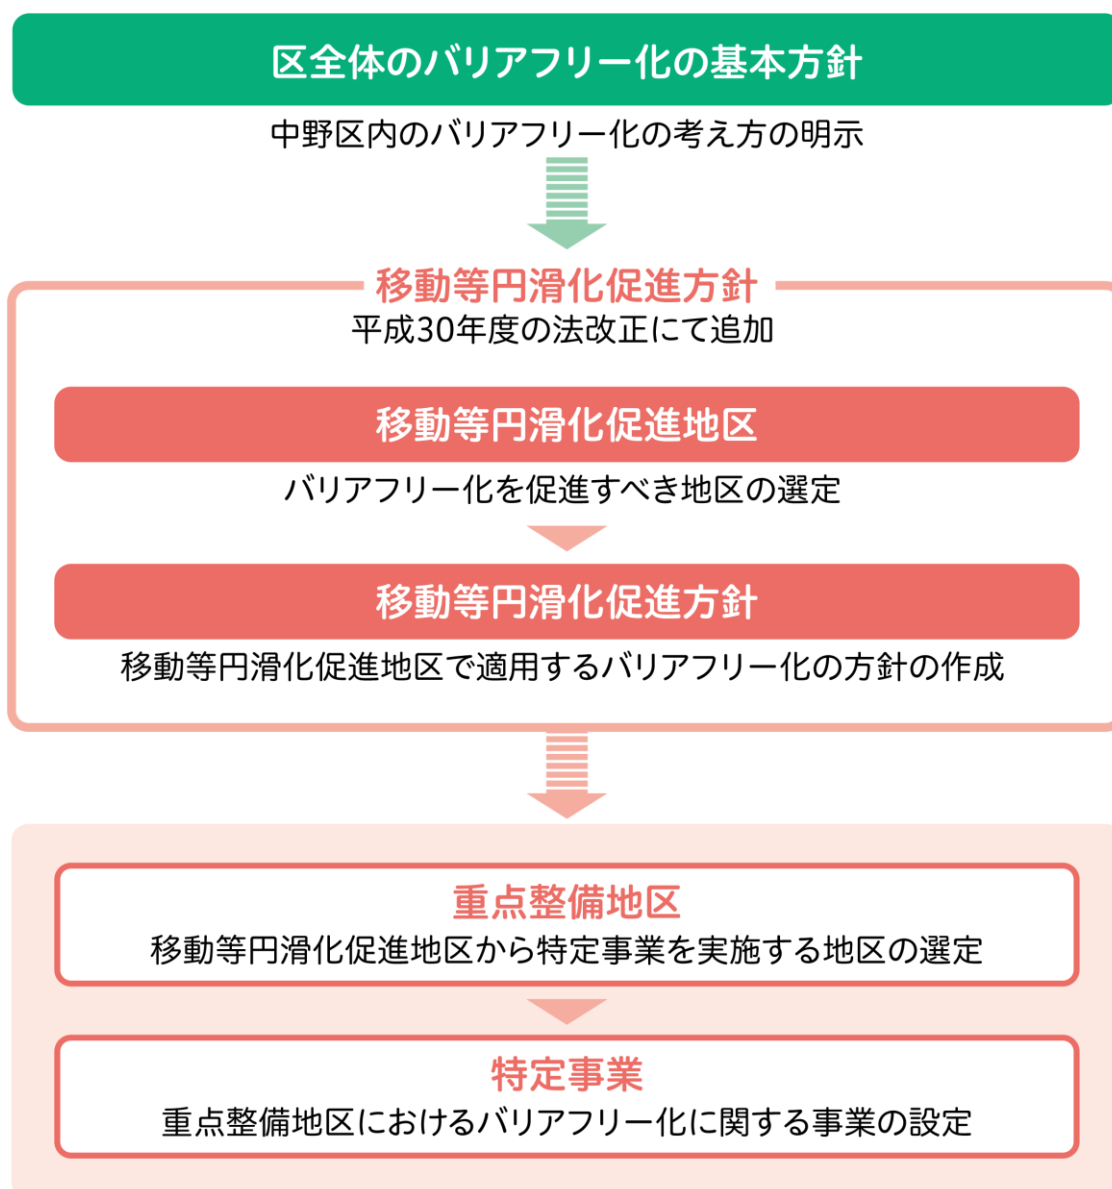 区全体のバリアフリー化の基本方針
中野区内のバリアフリー化の考え方の明示
移動等円滑化促進方針
平成30年度の法改正にて追加
移動等円滑化促進地区
バリアフリー化を促進すべき地区の選定
移動等円滑化促進方針
移動等円滑化促進地区で適用するバリアフリー化の方針の作成
重点整備地区
移動等円滑化促進地区から特定事業を実施する地区の選定
特定事業
重点整備地区におけるバリアフリー化に関する事業の設定